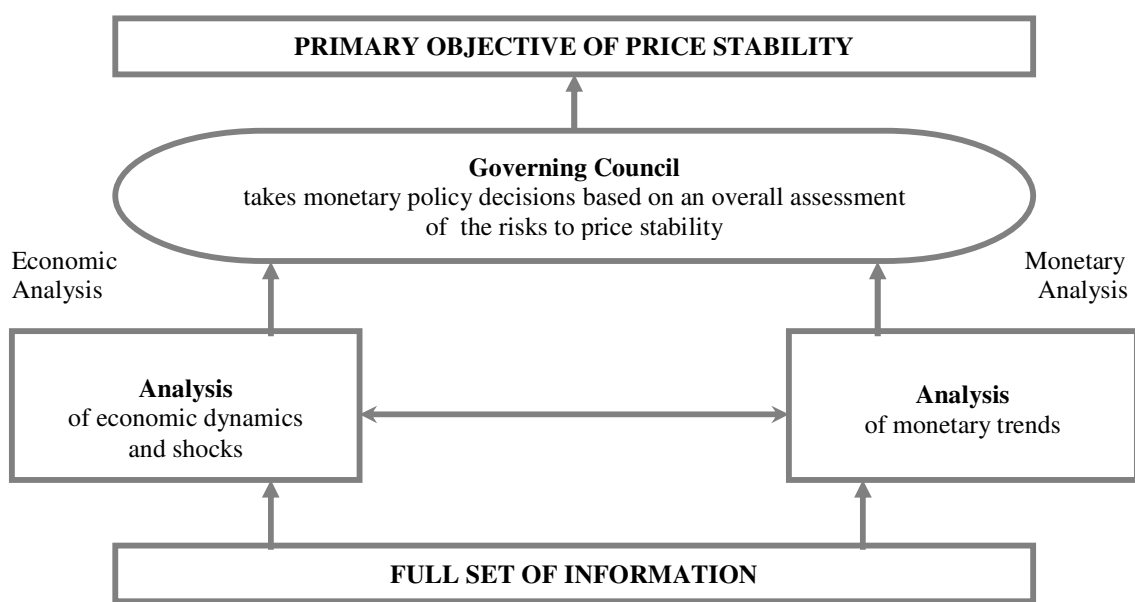 PRIMARY OBJECTIVE OF PRICE STABILITY
Governing Council
takes monetary policy decisions based on an overall assessment
of the risks to price stability
Economic
Analysis
Monetary
Analysis
Analysis
of economic dynamics
and shocks
Analysis
of monetary trends
FULL SET OF INFORMATION